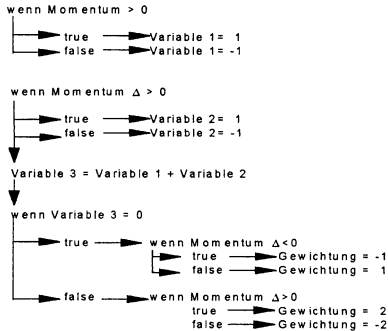 wenn Momentum > 0
true Variable 1= 1
false Variable 1= -1
wenn Momentum Δ > 0
true Variable 2= 1
false Variable 2= -1
Variable 3 = Variable 1 + Variable 2
wenn Variable 3 = 0
true wenn Momentum Δ<0
true Gewichtung = -1
false Gewichtung = 1
false wenn Momentum Δ>0
true Gewichtung = 2
false Gewichtung = -2